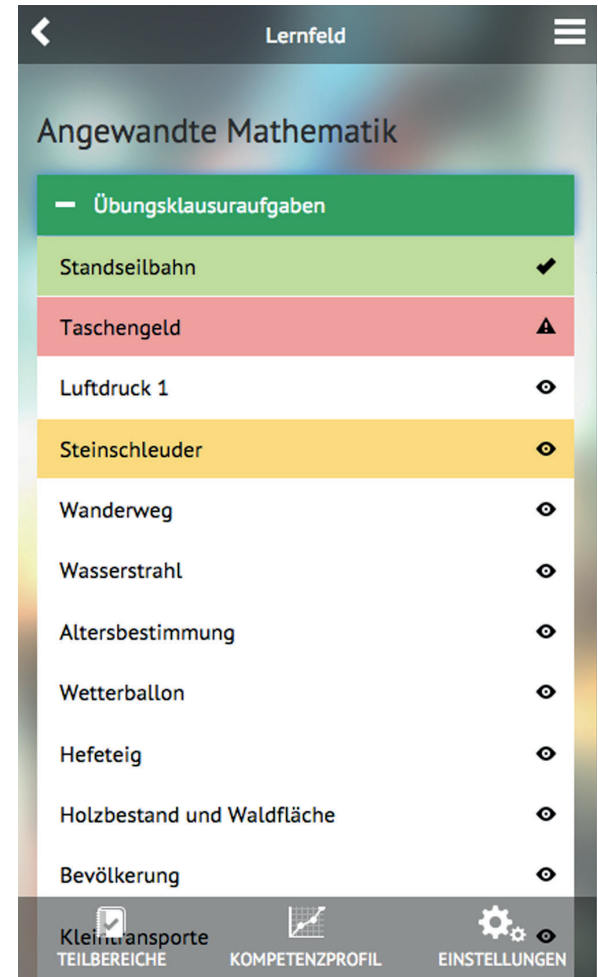 Lernfeld
Angewandte Mathematik
Übungsklausuraufgaben
Standseilbahn
Taschengeld
Luftdruck 1
Steinschleuder
Wanderweg
Wasserstrahl
Altersbestimmung
Wetterballon
Hefeteig
Holzbestand und Waldfläche
Bevölkerung
Kleintransporte
TEILBEREICHE KOMPETENZPROFIL EINSTELLUNGEN